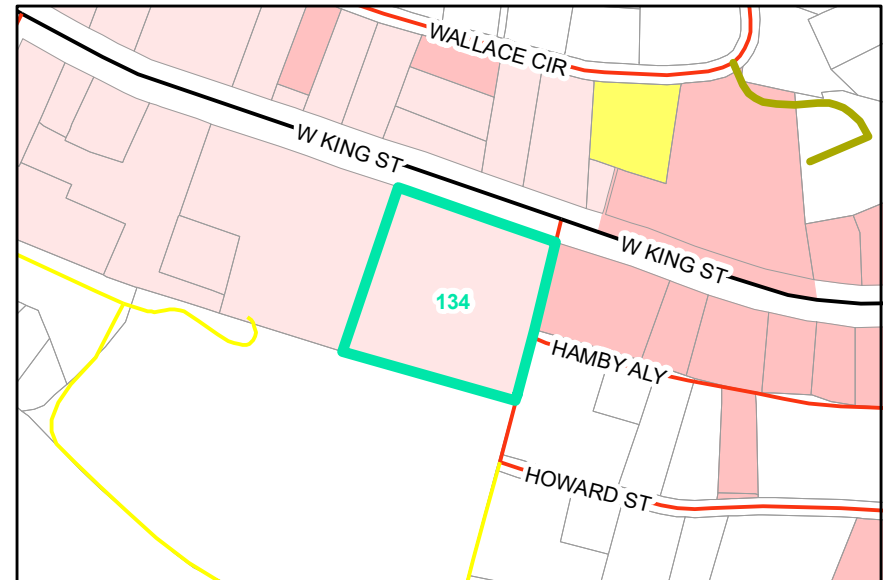 WALLACE CIR
W KING ST
W KING ST
134
HAMBY ALY
HOWARD ST